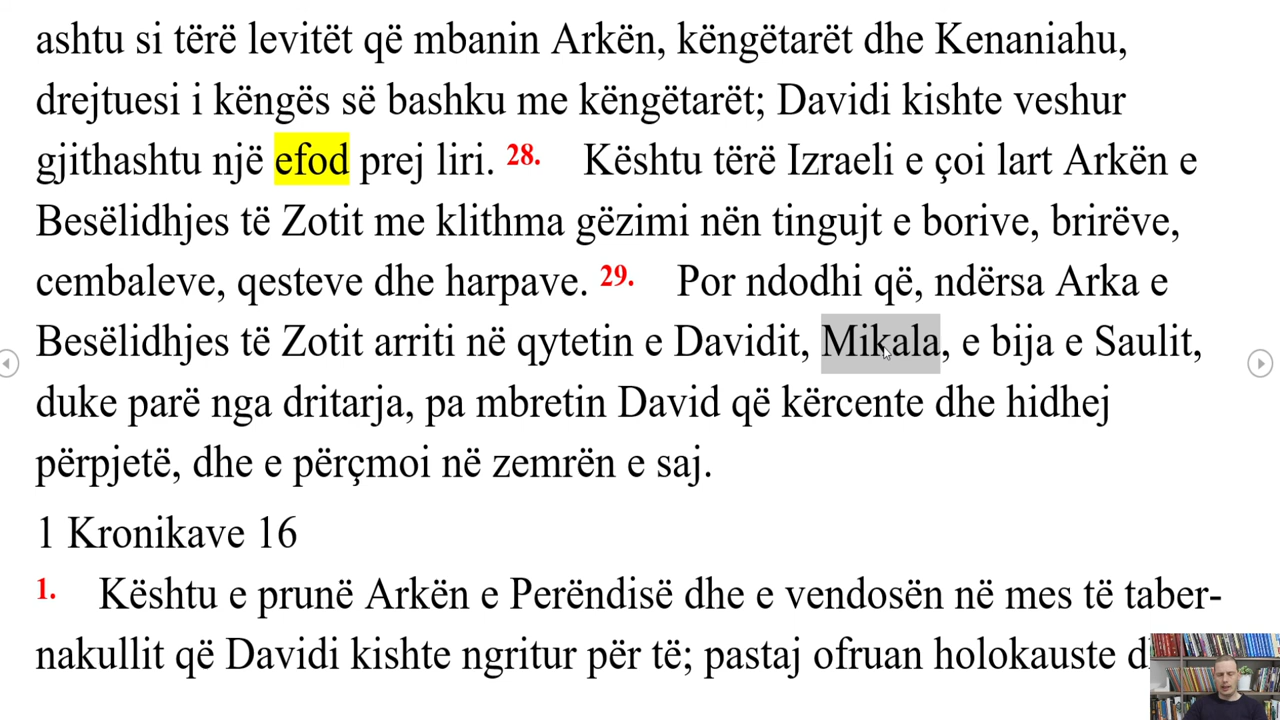 ashtu si tërë levitët që mbanin Arkën, këngëtarët dhe Kenaniahu,
drejtuesi i këngës së bashku me këngëtarët; Davidi kishte veshur
gjithashtu një efod prej liri. 28. Kështu tërë Izraeli e çoi lart Arkën e
Besëlidhjes të Zotit me klithma gëzimi nën tingujt e borive, brirëve,
cembaleve, qesteve dhe harpave. 29. Por ndodhi që, ndërsa Arka e
Besëlidhjes të Zotit arriti në qytetin e Davidit, Mikala, e bija e Saulit,
duke parë nga dritarja, pa mbretin David që kërcente dhe hidhej
përpjetë, dhe e përçmoi në zemrën e saj.
1 Kronikave 16
1. Kështu e prunë Arkën e Perëndisë dhe e vendosën në mes të taber-
nakullit që Davidi kishte ngritur për të; pastaj ofruan holokauste